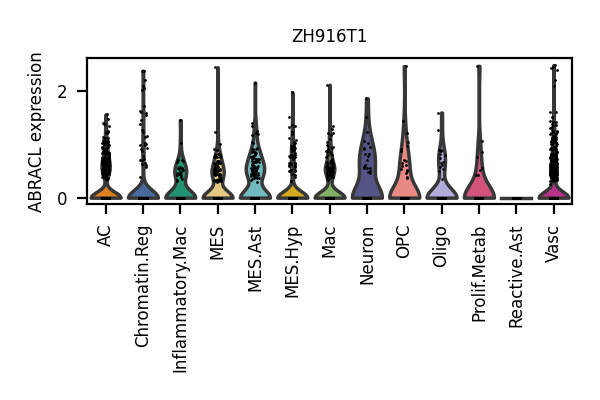 ZH916T1
ABRACL expression
2
0
AC
Chromatin.Reg
Inflammatory.Mac
MES
MES.Ast
MES.Hyp
Mac
Neuron
OPC
Oligo
Prolif.Metab
Reactive.Ast
Vasc